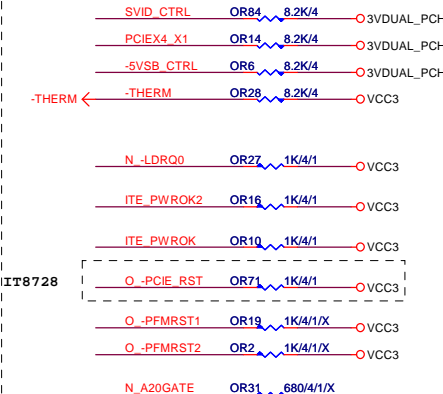 SVID_CTRL OR84 8.2K/4 3VDUAL_PCH
PCIEX4_X1 OR14 8.2K/4 3VDUAL_PCH
-5VSB_CTRL OR6 8.2K/4 3VDUAL_PCH
-THERM -THERM OR28 8.2K/4 VCC3
N_-LDRQ0 OR27 1K/4/1 VCC3
ITE_PWROK2 OR16 1K/4/1 VCC3
ITE_PWROK OR10 1K/4/1 VCC3
IT8728 O_-PCIE_RST OR71 1K/4/1 VCC3
O_-PFMRST1 OR19 1K/4/1/X VCC3
O_-PFMRST2 OR2 1K/4/1/X VCC3
N_A20GATE OR31 680/4/1/X